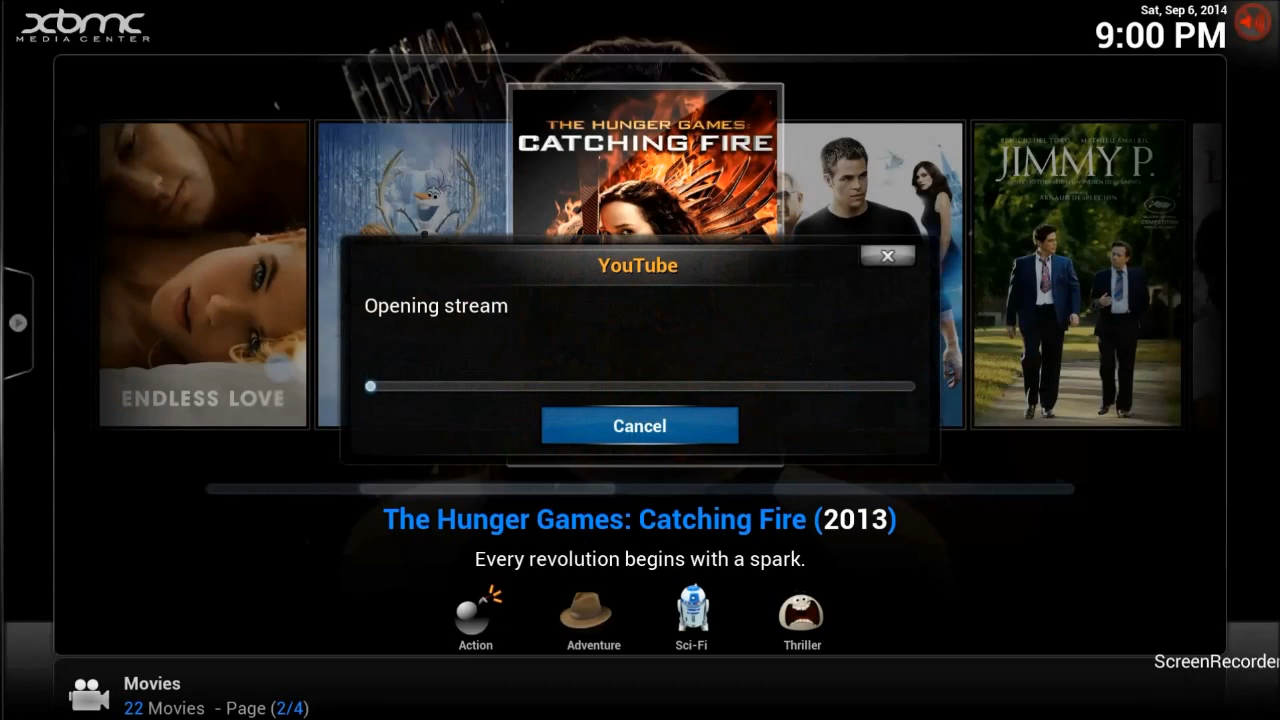 xbmc
MEDIA CENTER
Sat, Sep 6, 2014
9:00 PM
THE HUNGER GAMES:
CATCHING FIRE
JIMMY P.
ARNAUD DESPLECHIN
YouTube
Opening stream
ENDLESS LOVE
Cancel
The Hunger Games: Catching Fire (2013)
Every revolution begins with a spark.
Action
Adventure
Sci-Fi
Thriller
ScreenRecorder
Movies
22 Movies - Page (2/4)